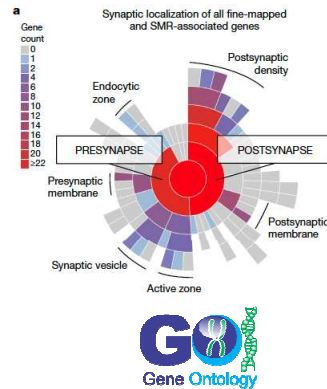 a
Synaptic localization of all fine-mapped
and SMR-associated genes
Gene
count
0
1
2
4
6
8
10
12
14
16
18
20
≥22
Postsynaptic
density
Endocytic
zone
PRESYNAPSE
POSTSYNAPSE
Presynaptic
membrane
Postsynaptic
membrane
Synaptic vesicle
Active zone
GO
Gene Ontology